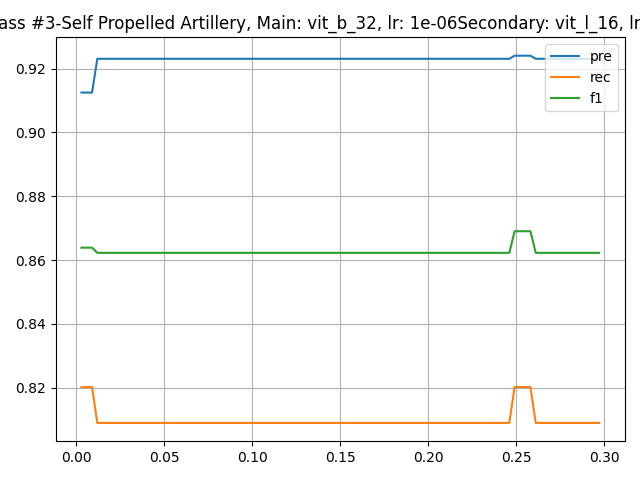 ass #3-Self Propelled Artillery, Main: vit_b_32, lr: 1e-06Secondary: vit_l_16, lr
pre
rec
f1
0.92
0.90
0.88
0.86
0.84
0.82
0.00 0.05 0.10 0.15 0.20 0.25 0.30